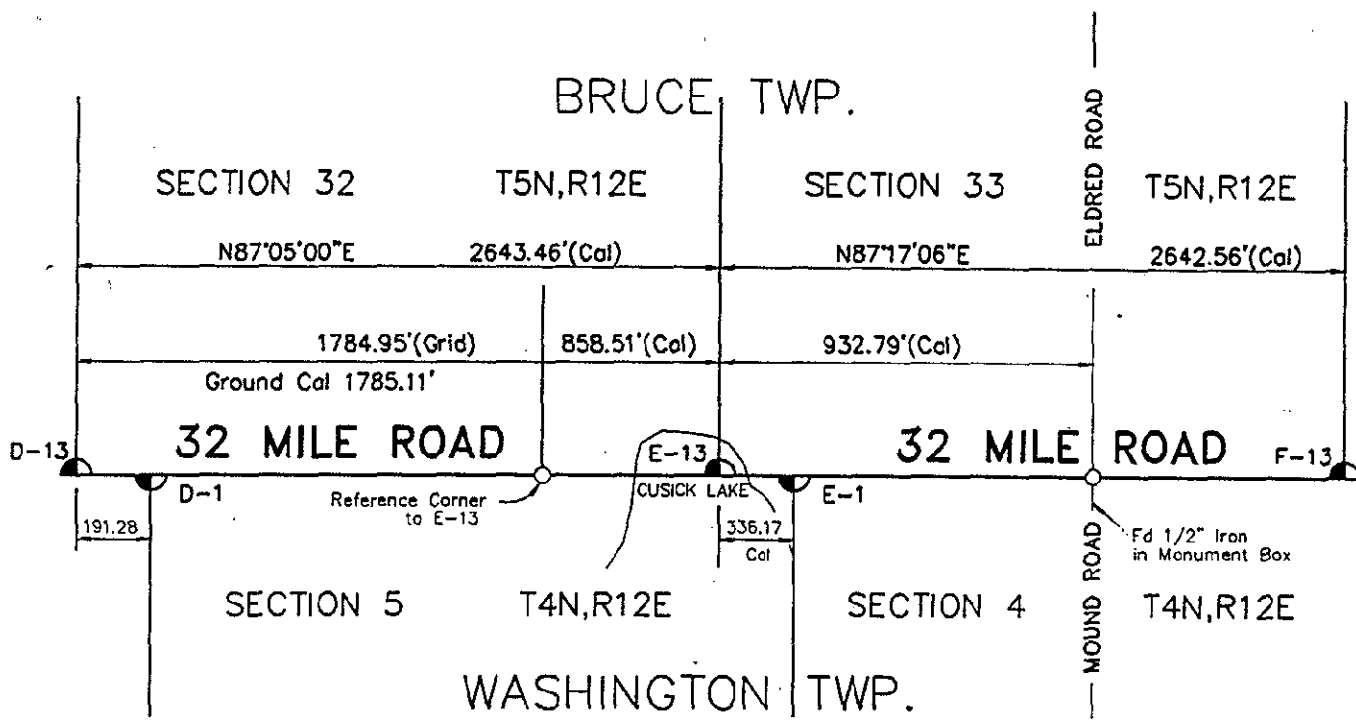 BRUCE TWP.
ELDRED ROAD
SECTION 32 T5N,R12E SECTION 33 T5N,R12E
N87°05'00"E 2643.46'(Cal) N87°17'06"E 2642.56'(Cal)
1784.95'(Grid) 858.51'(Cal) 932.79'(Cal)
Ground Cal 1785.11'
D-13 32 MILE ROAD E-13 32 MILE ROAD F-13
D-1 Reference Corner
to E-13
CUSICK LAKE
E-1
191.28
336.17
Cal
Fd 1/2" Iron
in Monument Box
MOUND ROAD
SECTION 5 T4N,R12E SECTION 4 T4N,R12E
WASHINGTON TWP.